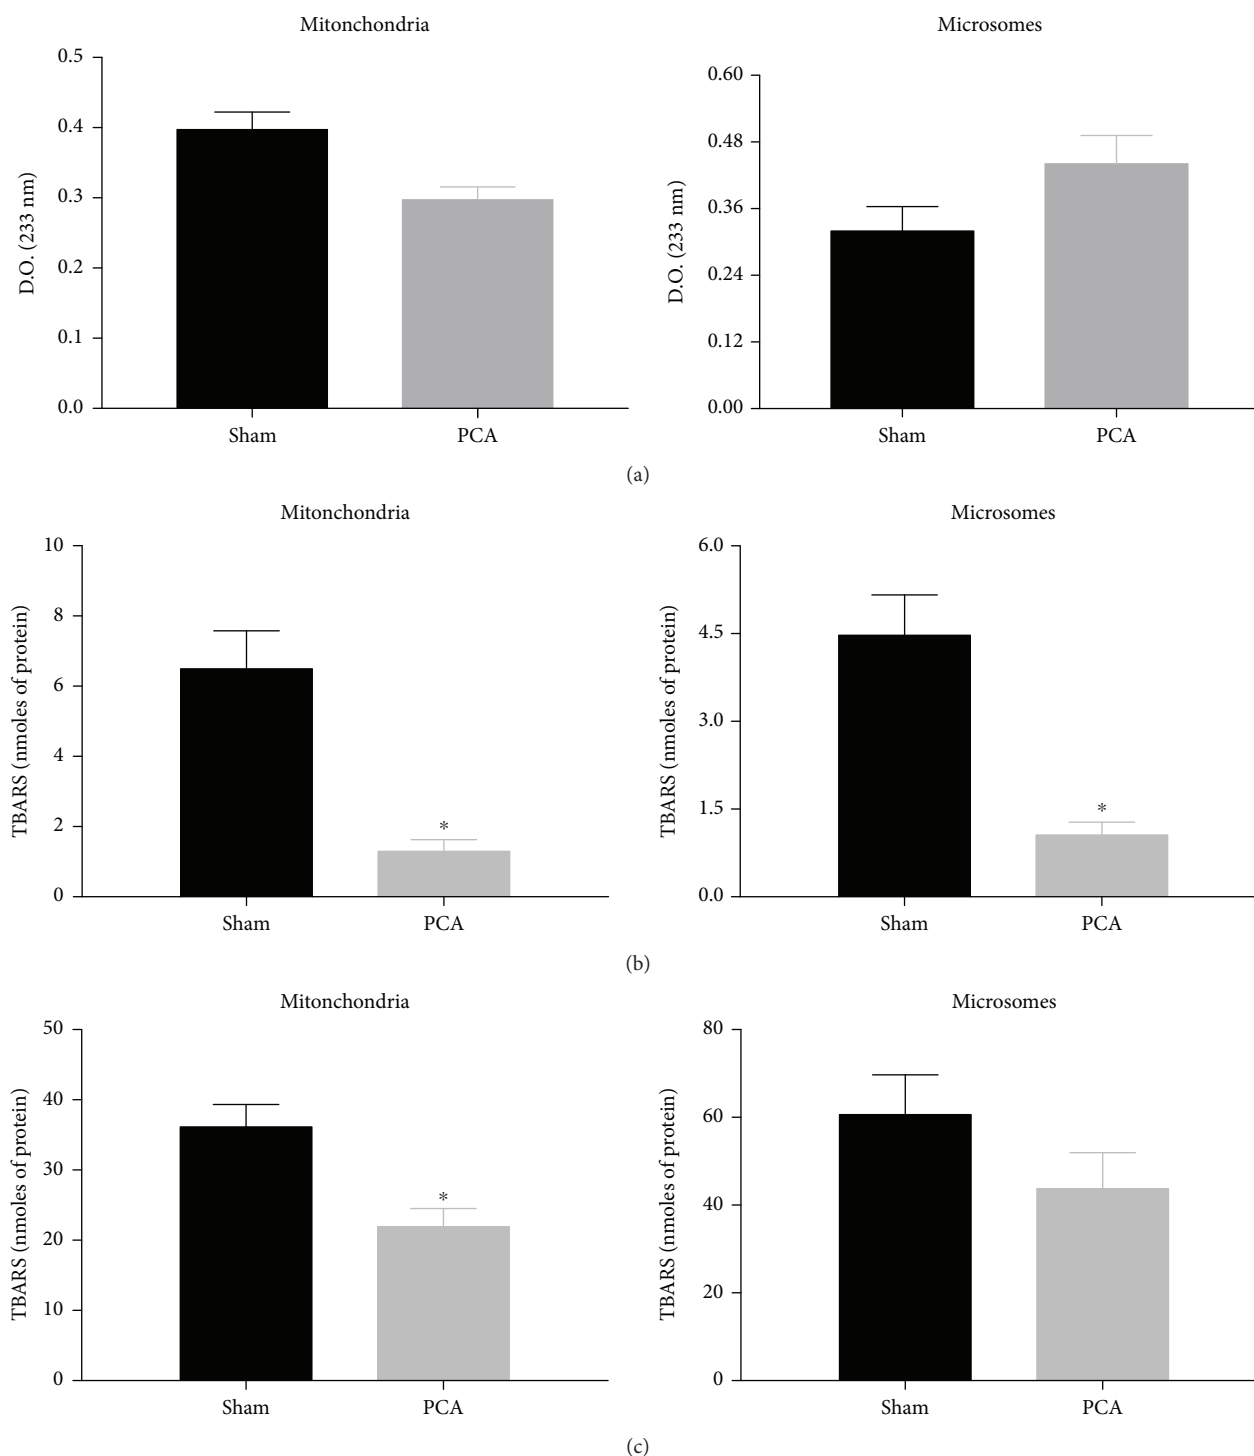 Mitonchondria
Microsomes
D.O. (233 nm)
0.5
0.4
0.3
0.2
0.1
0.0
Sham
PCA
D.O. (233 nm)
0.60
0.48
0.36
0.24
0.12
0.00
Sham
PCA
(a)
Mitonchondria
Microsomes
TBARS (nmoles of protein)
10
8
6
4
2
0
*
Sham
PCA
TBARS (nmoles of protein)
6.0
4.5
3.0
1.5
0.0
*
Sham
PCA
(b)
Mitonchondria
Microsomes
TBARS (nmoles of protein)
50
40
30
20
10
0
*
Sham
PCA
TBARS (nmoles of protein)
80
60
40
20
0
Sham
PCA
(c)